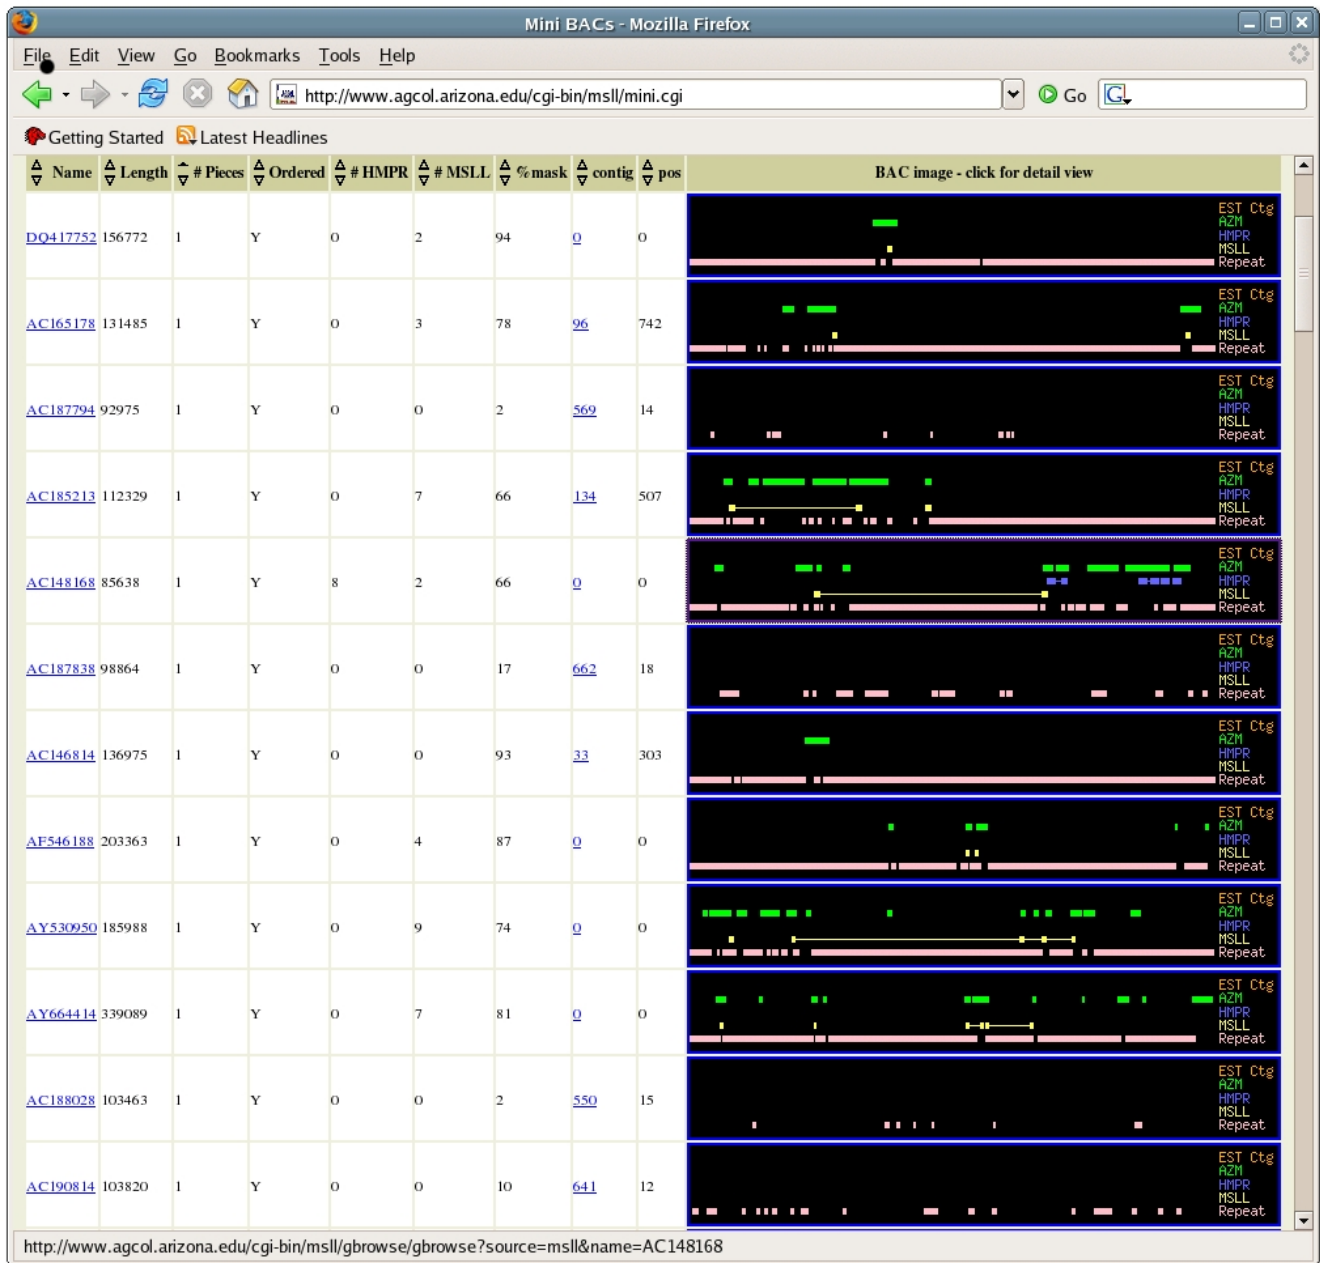 Mini BACs - Mozilla Firefox
File Edit View Go Bookmarks Tools Help
http://www.agcol.arizona.edu/cgi-bin/msll/mini.cgi Go G
Getting Started Latest Headlines
Name Length # Pieces Ordered # HMPR # MSLL %mask contig pos BAC image - click for detail view
DQ417752 156772 1 Y 0 2 94 0 0
EST Ctg
AZM
HMPR
MSLL
Repeat
AC165178 131485 1 Y 0 3 78 96 742
EST Ctg
AZM
HMPR
MSLL
Repeat
AC187794 92975 1 Y 0 0 2 569 14
EST Ctg
AZM
HMPR
MSLL
Repeat
AC185213 112329 1 Y 0 7 66 134 507
EST Ctg
AZM
HMPR
MSLL
Repeat
AC148168 85638 1 Y 8 2 66 0 0
EST Ctg
AZM
HMPR
MSLL
Repeat
AC187838 98864 1 Y 0 0 17 662 18
EST Ctg
AZM
HMPR
MSLL
Repeat
AC146814 136975 1 Y 0 0 93 33 303
EST Ctg
AZM
HMPR
MSLL
Repeat
AF546188 203363 1 Y 0 4 87 0 0
EST Ctg
AZM
HMPR
MSLL
Repeat
AY530950 185988 1 Y 0 9 74 0 0
EST Ctg
AZM
HMPR
MSLL
Repeat
AY664414 339089 1 Y 0 7 81 0 0
EST Ctg
AZM
HMPR
MSLL
Repeat
AC188028 103463 1 Y 0 0 2 550 15
EST Ctg
AZM
HMPR
MSLL
Repeat
AC190814 103820 1 Y 0 0 10 641 12
EST Ctg
AZM
HMPR
MSLL
Repeat
http://www.agcol.arizona.edu/cgi-bin/msll/gbrowse/gbrowse?source=msll&name=AC148168